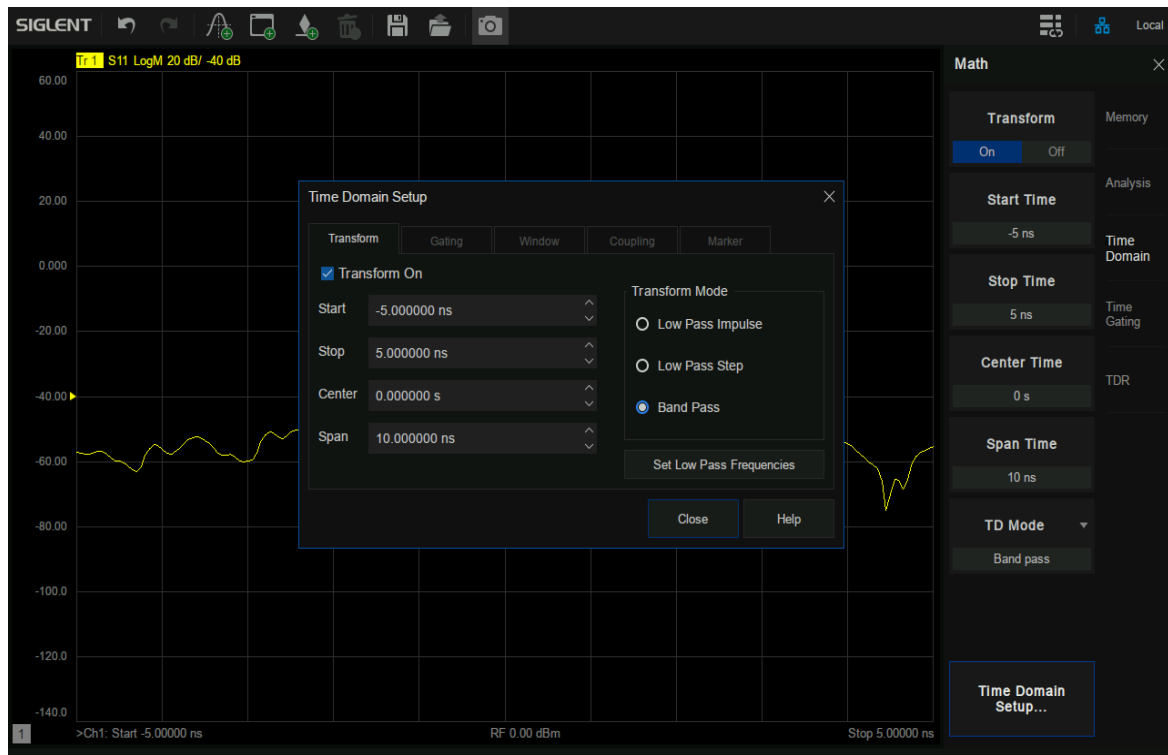 SIGLENT
Local
Tr 1 S11 LogM 20 dB/ -40 dB
60.00
40.00
20.00
0.000
-20.00
-40.00
-60.00
-80.00
-100.0
-120.0
-140.0
1
>Ch1: Start -5.00000 ns
RF 0.00 dBm
Stop 5.00000 ns
Time Domain Setup
Transform
Gating
Window
Coupling
Marker
Transform On
Start
-5.000000 ns
Stop
5.000000 ns
Center
0.000000 s
Span
10.000000 ns
Transform Mode
Low Pass Impulse
Low Pass Step
Band Pass
Set Low Pass Frequencies
Close
Help
Math
Transform
On
Off
Start Time
-5 ns
Stop Time
5 ns
Center Time
0 s
Span Time
10 ns
TD Mode
Band pass
Time Domain
Setup...
Memory
Analysis
Time
Domain
Time
Gating
TDR